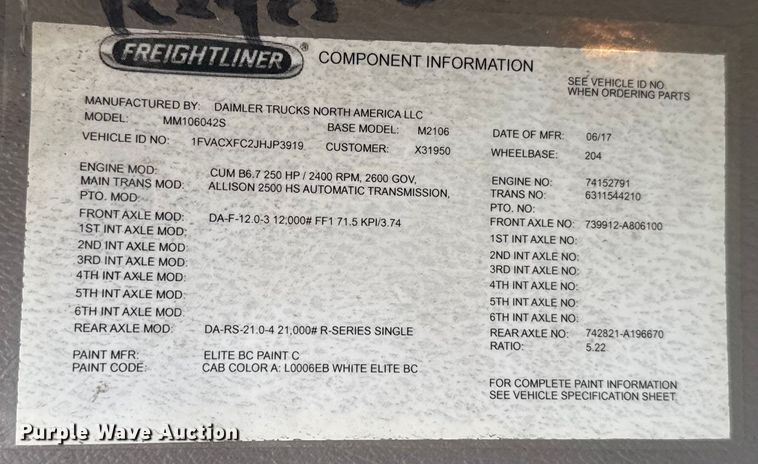 FREIGHTLINER® COMPONENT INFORMATION
SEE VEHICLE ID NO.
WHEN ORDERING PARTS
MANUFACTURED BY: DAIMLER TRUCKS NORTH AMERICA LLC
MODEL: MM106042S BASE MODEL: M2106 DATE OF MFR: 06/17
VEHICLE ID NO: 1FVACXFC2JHJP3919 CUSTOMER: X31950 WHEELBASE: 204
ENGINE MOD: CUM B6.7 250 HP / 2400 RPM, 2600 GOV, ENGINE NO: 74152791
MAIN TRANS MOD: ALLISON 2500 HS AUTOMATIC TRANSMISSION, TRANS NO: 6311544210
PTO. MOD: PTO. NO:
FRONT AXLE MOD: DA-F-12.0-3 12,000# FF1 71.5 KPI/3.74 FRONT AXLE NO: 739912-A806100
1ST INT AXLE MOD: 1ST INT AXLE NO:
2ND INT AXLE MOD: 2ND INT AXLE NO:
3RD INT AXLE MOD: 3RD INT AXLE NO:
4TH INT AXLE MOD: 4TH INT AXLE NO:
5TH INT AXLE MOD: 5TH INT AXLE NO:
6TH INT AXLE MOD: 6TH INT AXLE NO:
REAR AXLE MOD: DA-RS-21.0-4 21,000# R-SERIES SINGLE REAR AXLE NO: 742821-A196670
RATIO: 5.22
PAINT MFR: ELITE BC PAINT C
PAINT CODE: CAB COLOR A: L0006EB WHITE ELITE BC
FOR COMPLETE PAINT INFORMATION
SEE VEHICLE SPECIFICATION SHEET.
Purple Wave Auction